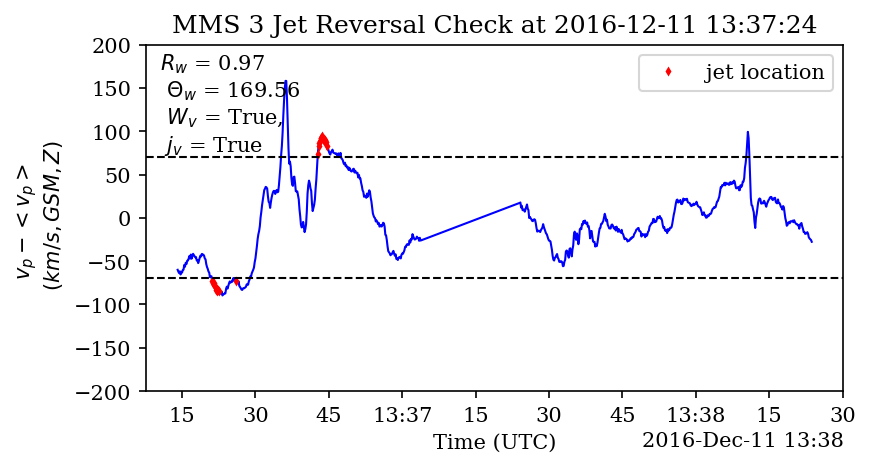 MMS 3 Jet Reversal Check at 2016-12-11 13:37:24
200
150
100
50
0
−50
−100
−150
−200
v_p − < v_p >
(km/s, GSM, Z)
R_w = 0.97
Θ_w = 169.56
W_v = True,
j_v = True
jet location
15 30 45 13:37 15 30 45 13:38 15 30
Time (UTC)
2016-Dec-11 13:38